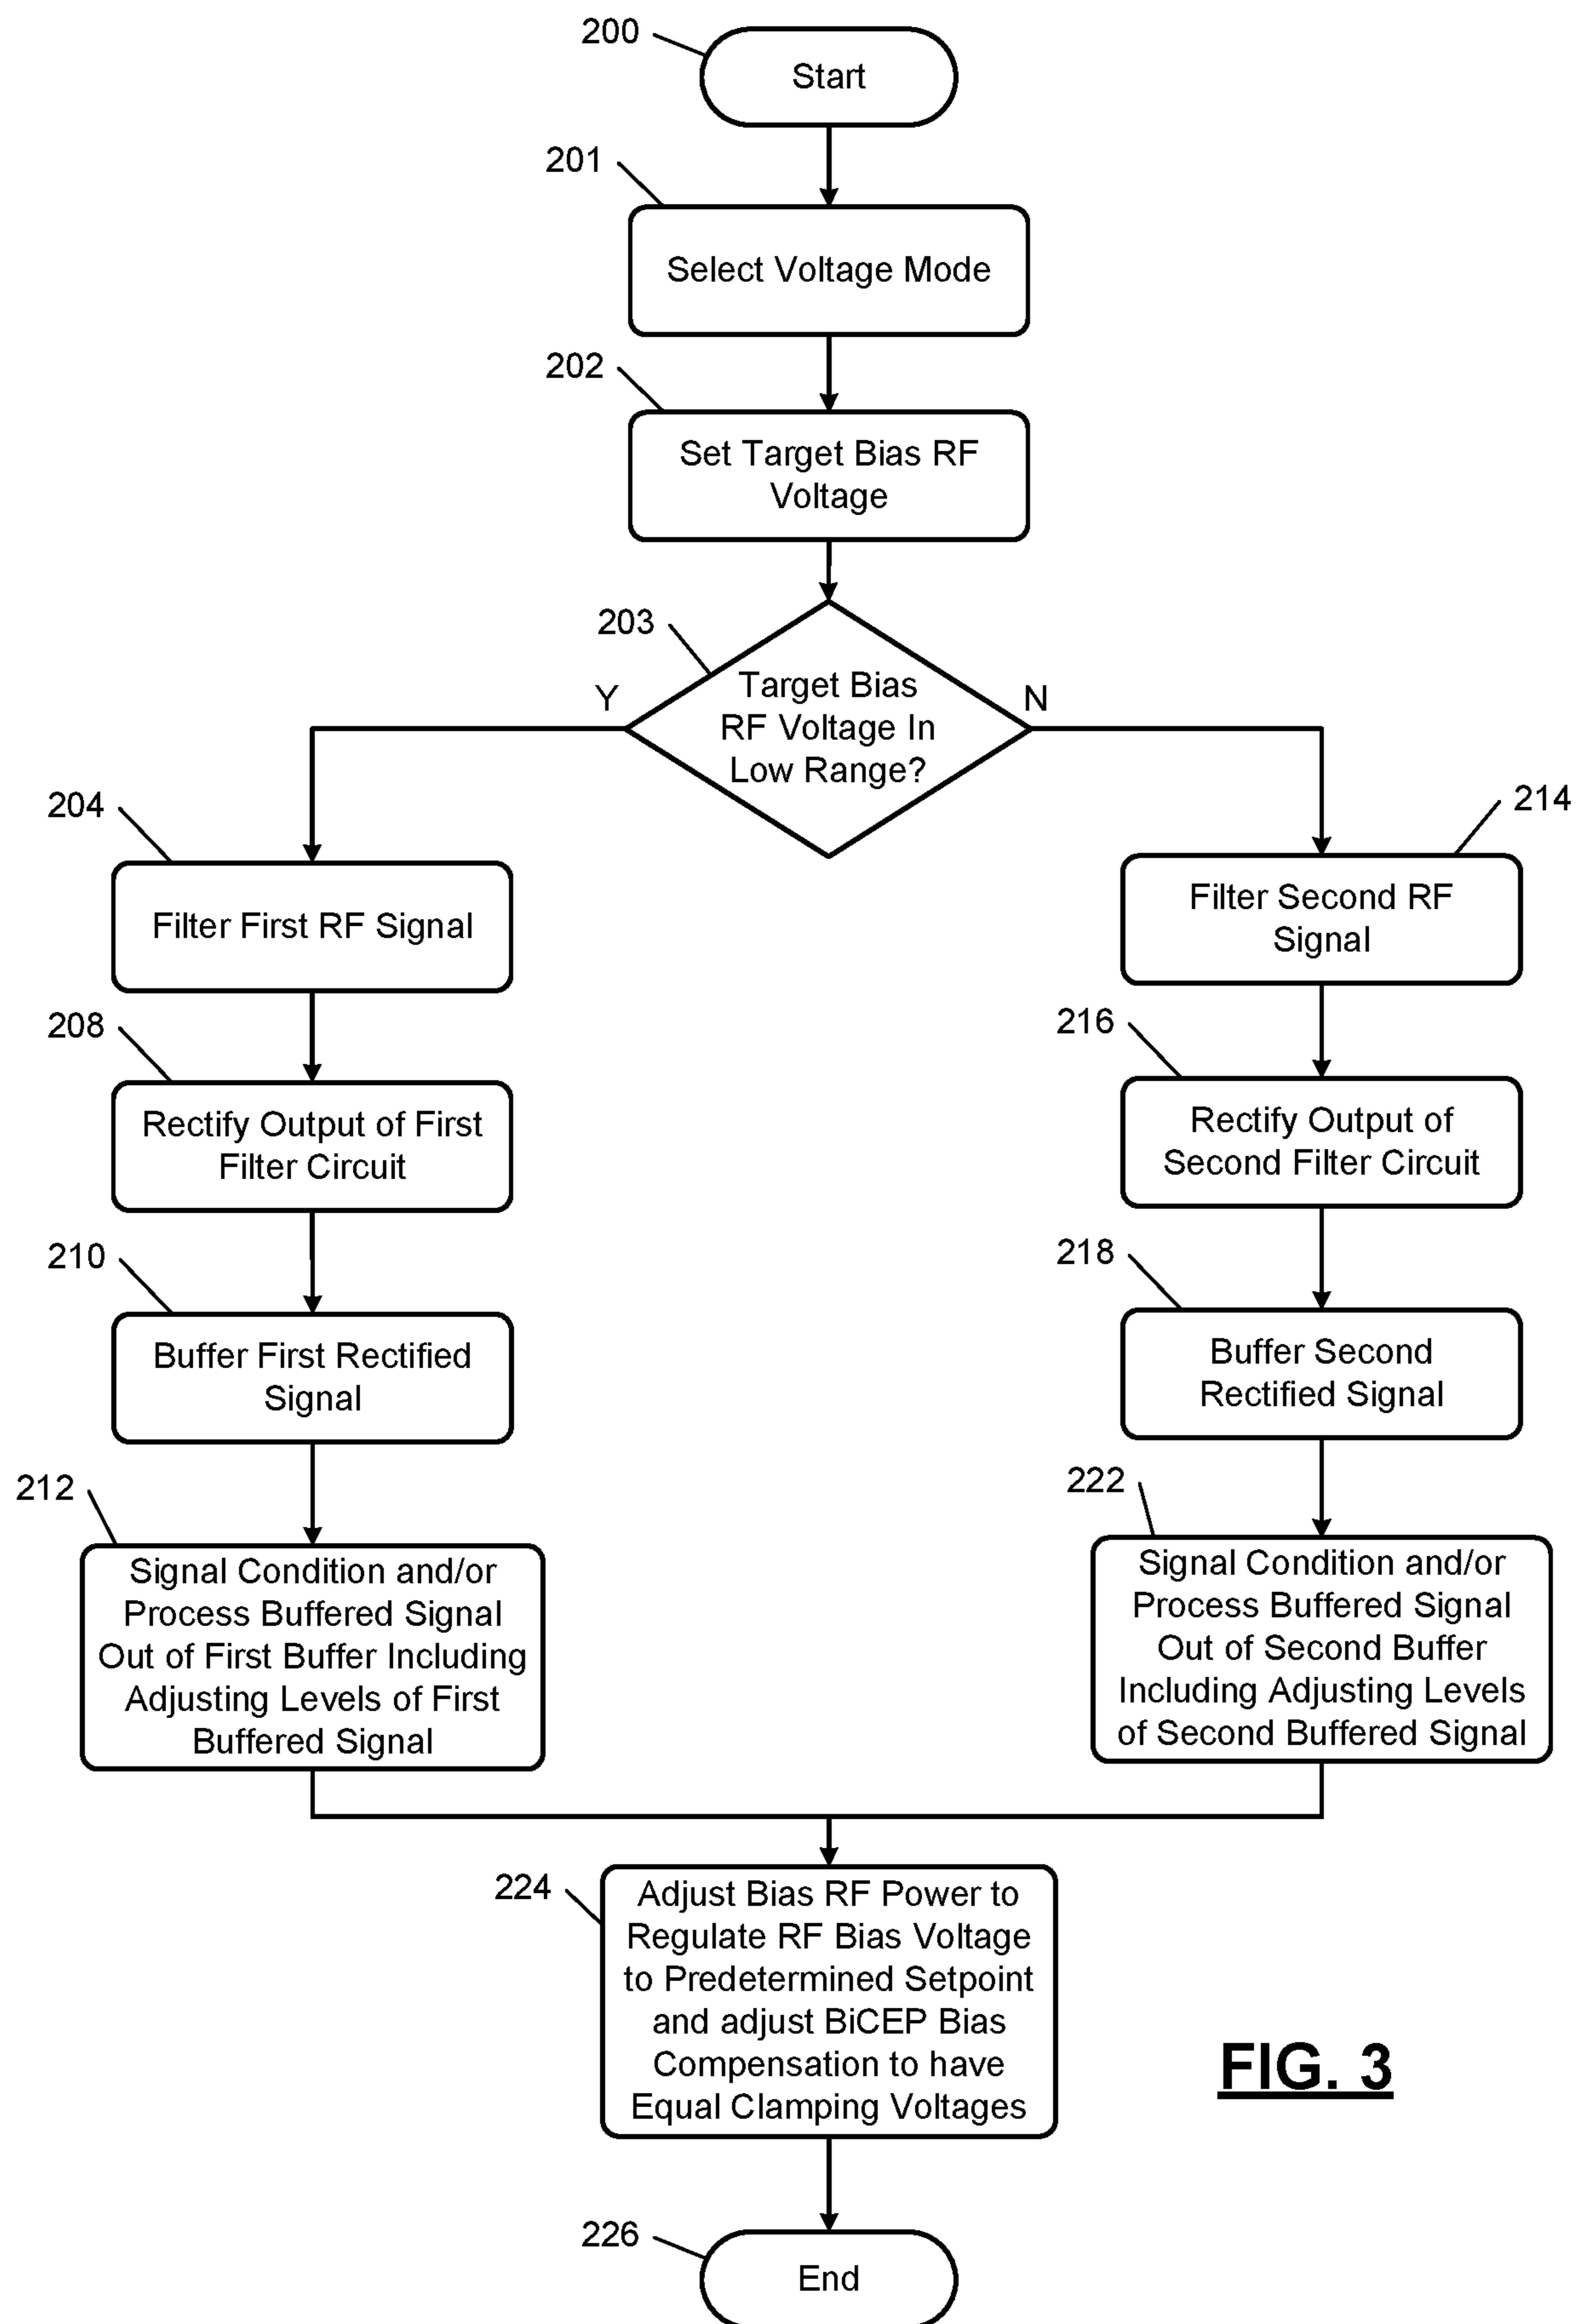 200
Start
201
Select Voltage Mode
202
Set Target Bias RF
Voltage
203
Target Bias
RF Voltage In
Low Range?
Y
N
204
Filter First RF Signal
208
Rectify Output of First
Filter Circuit
210
Buffer First Rectified
Signal
212
Signal Condition and/or
Process Buffered Signal
Out of First Buffer Including
Adjusting Levels of First
Buffered Signal
214
Filter Second RF
Signal
216
Rectify Output of
Second Filter Circuit
218
Buffer Second
Rectified Signal
222
Signal Condition and/or
Process Buffered Signal
Out of Second Buffer
Including Adjusting Levels
of Second Buffered Signal
224
Adjust Bias RF Power to
Regulate RF Bias Voltage
to Predetermined Setpoint
and adjust BiCEP Bias
Compensation to have
Equal Clamping Voltages
226
End
FIG. 3